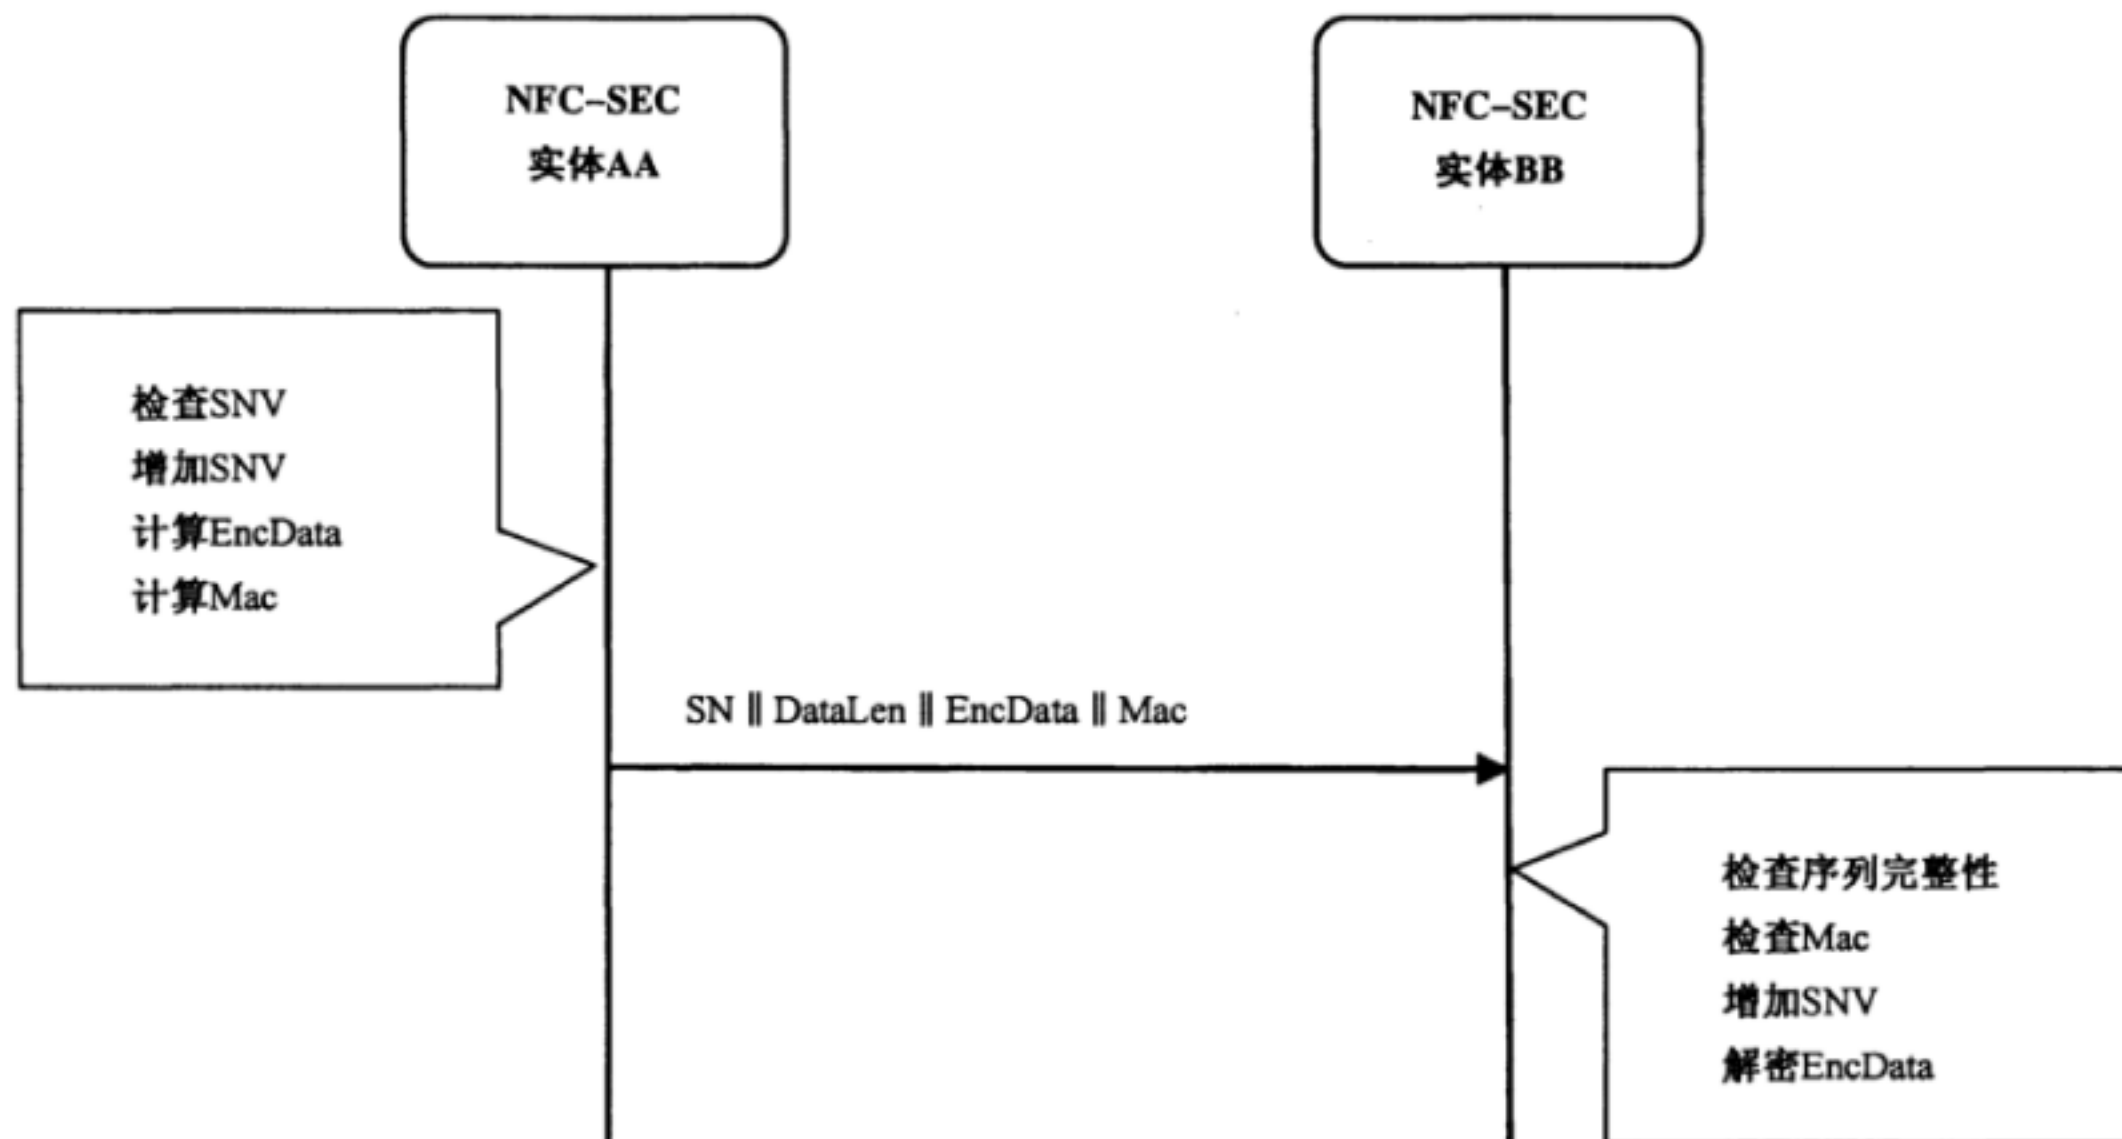 NFC-SEC
实体AA
NFC-SEC
实体BB
检查SNV
增加SNV
计算EncData
计算Mac
SN || DataLen || EncData || Mac
检查序列完整性
检查Mac
增加SNV
解密EncData